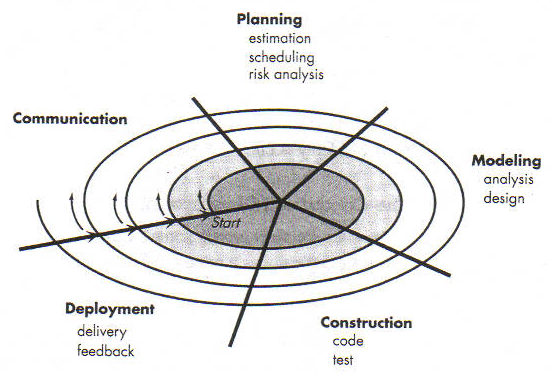 Planning
estimation
scheduling
risk analysis
Communication
Modeling
analysis
design
Start
Deployment
delivery
feedback
Construction
code
test